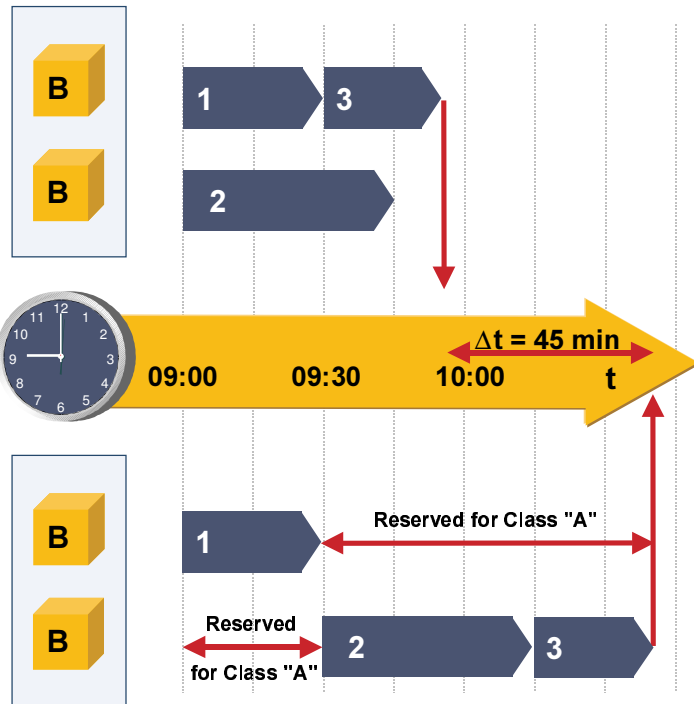 B
1
3
B
2
12
11
1
10
2
9
3
8
4
7
5
6
Δt = 45 min
09:00
09:30
10:00
t
B
1
Reserved for Class "A"
B
Reserved
for Class "A"
2
3